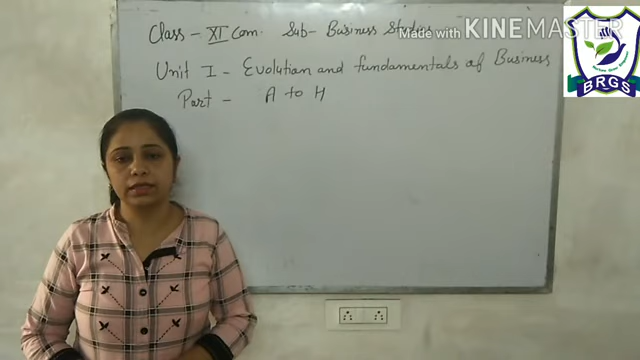 Class - XI Com. Sub- Business Studies
Made with KINEMASTER
Unit I - Evolution and fundamentals of Business
Part - A to H
BRGS